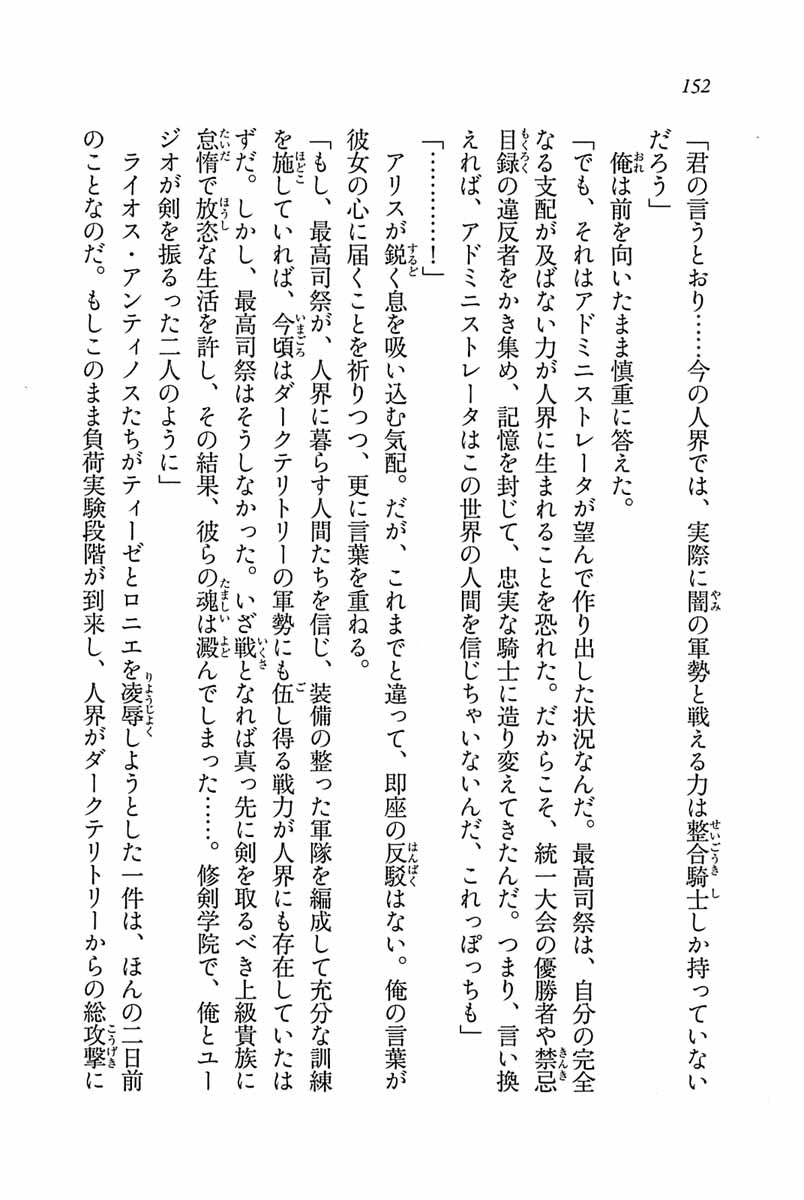 152
「君の言うとおり……今の人界では、実際に闇の軍勢と戦える力は整合騎士しか持っていない
だろう」
　俺は前を向いたまま慎重に答えた。
「でも、それはアドミニストレータが望んで作り出した状況なんだ。最高司祭は、自分の完全
なる支配が及ばない力が人界に生まれることを恐れた。だからこそ、統一大会の優勝者や禁忌
目録の違反者をかき集め、記憶を封じて、忠実な騎士に造り変えてきたんだ。つまり、言い換
えれば、アドミニストレータはこの世界の人間を信じちゃいないんだ、これっぽっちも」
「…………！」
　アリスが鋭く息を吸い込む気配。だが、これまでと違って、即座の反駁はない。俺の言葉が
彼女の心に届くことを祈りつつ、更に言葉を重ねる。
「もし、最高司祭が、人界に暮らす人間たちを信じ、装備の整った軍隊を編成して充分な訓練
を施していれば、今頃はダークテリトリーの軍勢にも伍し得る戦力が人界にも存在していたは
ずだ。しかし、最高司祭はそうしなかった。いざ戦となれば真っ先に剣を取るべき上級貴族に
怠惰で放恣な生活を許し、その結果、彼らの魂は澱んでしまった……。修剣学院で、俺とユー
ジオが剣を振るった二人のように」
　ライオス・アンティノスたちがティーゼとロニエを凌辱しようとした一件は、ほんの二日前
のことなのだ。もしこのまま負荷実験段階が到来し、人界がダークテリトリーからの総攻撃に